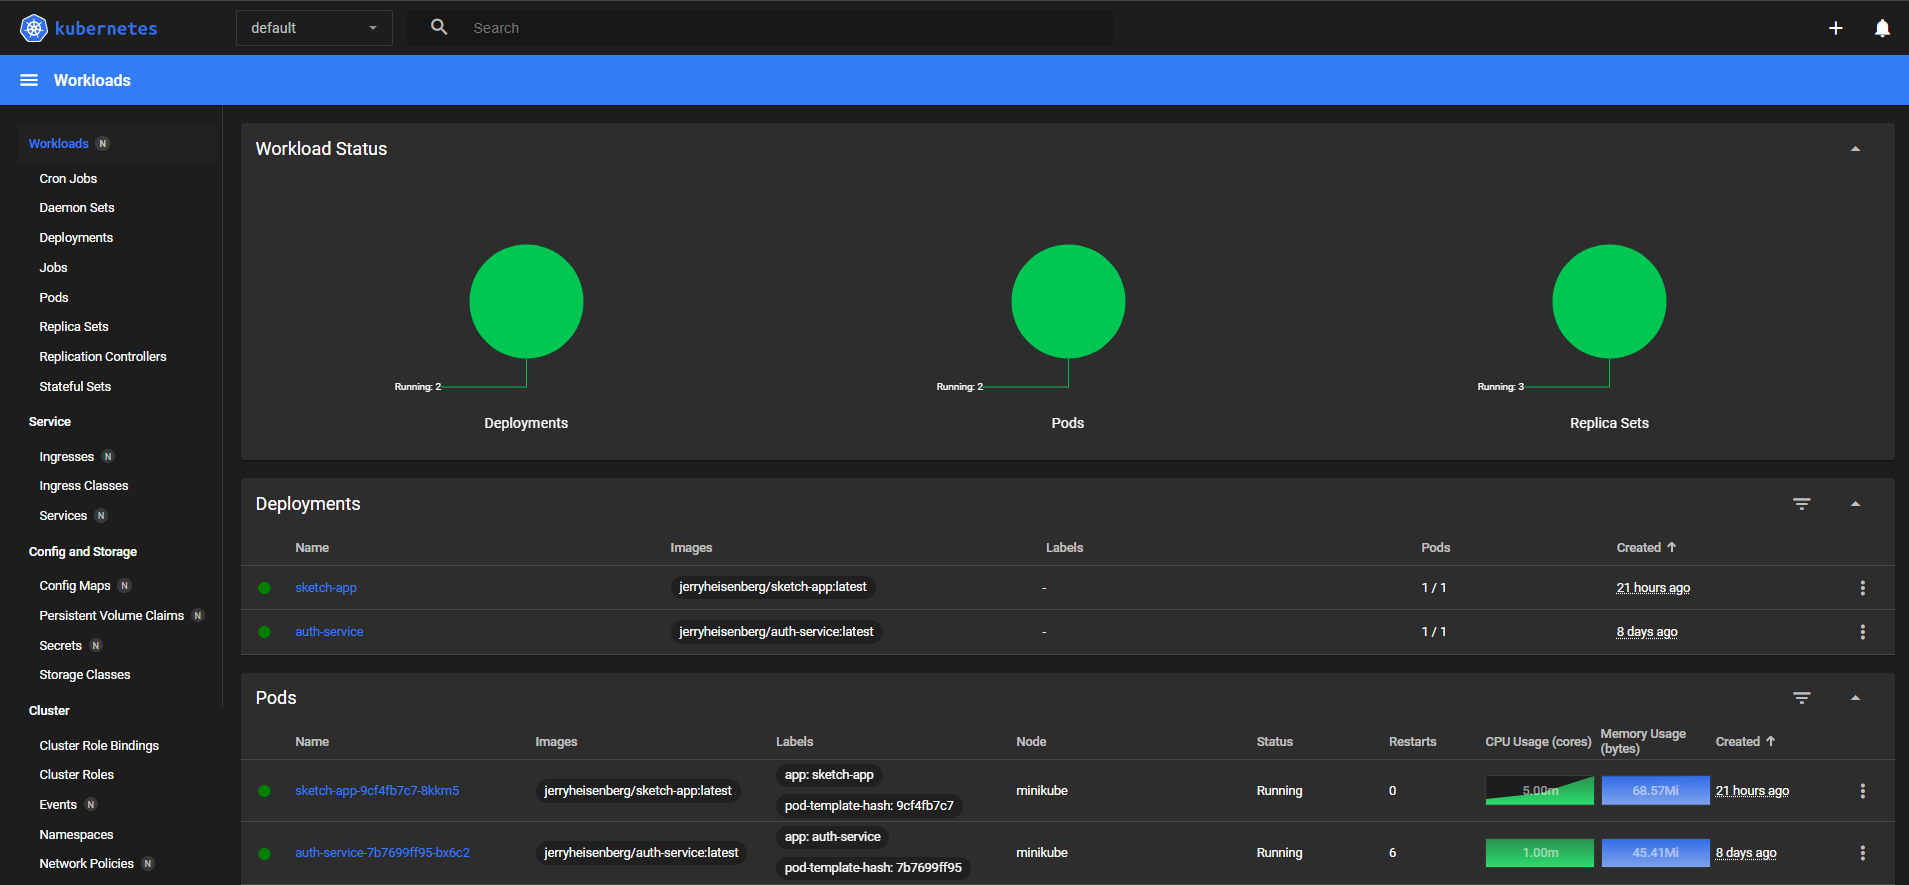 kubernetes
default
Search
Workloads
Workloads N
Cron Jobs
Daemon Sets
Deployments
Jobs
Pods
Replica Sets
Replication Controllers
Stateful Sets
Service
Ingresses N
Ingress Classes
Services N
Config and Storage
Config Maps N
Persistent Volume Claims N
Secrets N
Storage Classes
Cluster
Cluster Role Bindings
Cluster Roles
Events N
Namespaces
Network Policies N
Workload Status
Running: 2
Running: 2
Running: 3
Deployments
Pods
Replica Sets
Deployments
Name Images Labels Pods Created
sketch-app jerryheisenberg/sketch-app:latest - 1 / 1 21 hours ago
auth-service jerryheisenberg/auth-service:latest - 1 / 1 8 days ago
Pods
Name Images Labels Node Status Restarts CPU Usage (cores) Memory Usage (bytes) Created
sketch-app-9cf4fb7c7-8kkm5 jerryheisenberg/sketch-app:latest app: sketch-app pod-template-hash: 9cf4fb7c7 minikube Running 0 5.00m 68.57Mi 21 hours ago
auth-service-7b7699ff95-bx6c2 jerryheisenberg/auth-service:latest app: auth-service pod-template-hash: 7b7699ff95 minikube Running 6 1.00m 45.41Mi 8 days ago